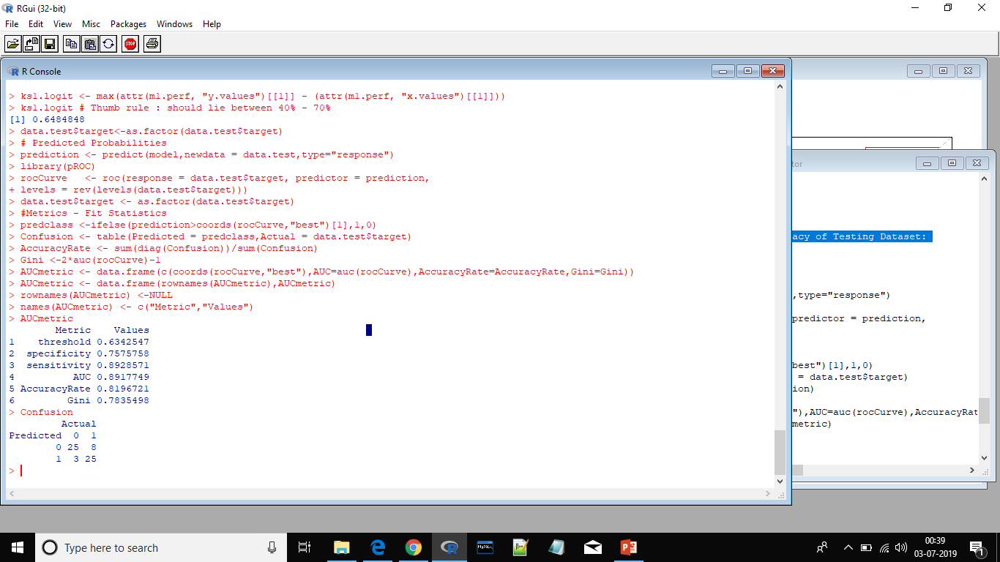 RGui (32-bit)
File Edit View Misc Packages Windows Help
STOP
R Console
> ks1.logit <- max(attr(m1.perf, "y.values")[[1]] - (attr(m1.perf, "x.values")[[1]]))
> ks1.logit # Thumb rule : should lie between 40% - 70%
[1] 0.6484848
> data.test$target<-as.factor(data.test$target)
> # Predicted Probabilities
> prediction <- predict(model,newdata = data.test,type="response")
> library(pROC)
> rocCurve   <- roc(response = data.test$target, predictor = prediction,
+ levels = rev(levels(data.test$target)))
> data.test$target <- as.factor(data.test$target)
> #Metrics - Fit Statistics
> predclass <-ifelse(prediction>coords(rocCurve,"best")[1],1,0)
> Confusion <- table(Predicted = predclass,Actual = data.test$target)
> AccuracyRate <- sum(diag(Confusion))/sum(Confusion)
> Gini <-2*auc(rocCurve)-1
> AUCmetric <- data.frame(c(coords(rocCurve,"best"),AUC=auc(rocCurve),AccuracyRate=AccuracyRate,Gini=Gini))
> AUCmetric <- data.frame(rownames(AUCmetric),AUCmetric)
> rownames(AUCmetric) <-NULL
> names(AUCmetric) <- c("Metric","Values")
> AUCmetric
        Metric    Values
1    threshold 0.6342547
2  specificity 0.7575758
3  sensitivity 0.8928571
4          AUC 0.8917749
5 AccuracyRate 0.8196721
6         Gini 0.7835498
> Confusion
         Actual
Predicted  0  1
        0 25  8
        1  3 25
>
tor
acy of Testing Dataset:
,type="response")
predictor = prediction,
best")[1],1,0)
= data.test$target)
ion)
"),AUC=auc(rocCurve),AccuracyRat
metric)
Type here to search
MySQL
00:39
03-07-2019
1